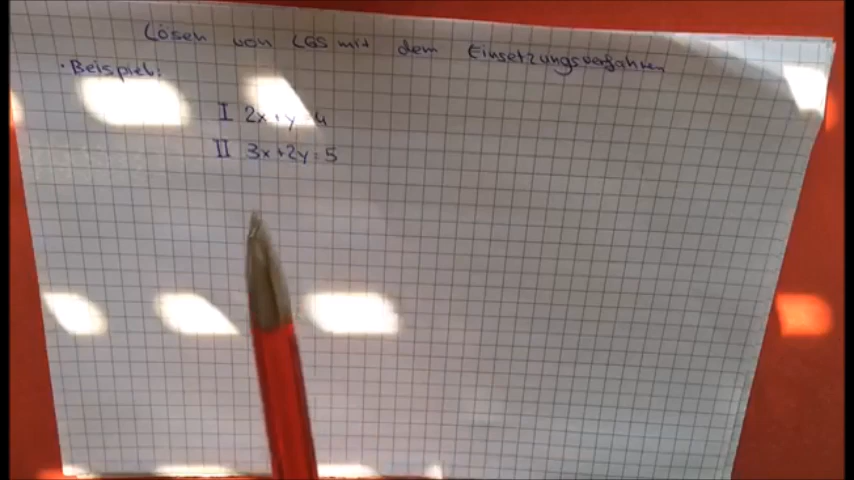 Lösen von LGS mit dem Einsetzungsverfahren
· Beispiel:
I 2x+y=4
II 3x+2y=5